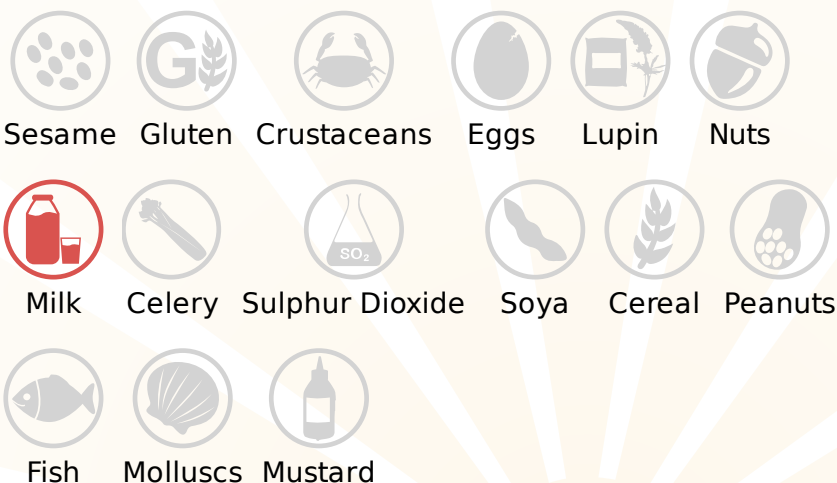 G
Sesame Gluten Crustaceans Eggs Lupin Nuts
SO₂
Milk Celery Sulphur Dioxide Soya Cereal Peanuts
Fish Molluscs Mustard